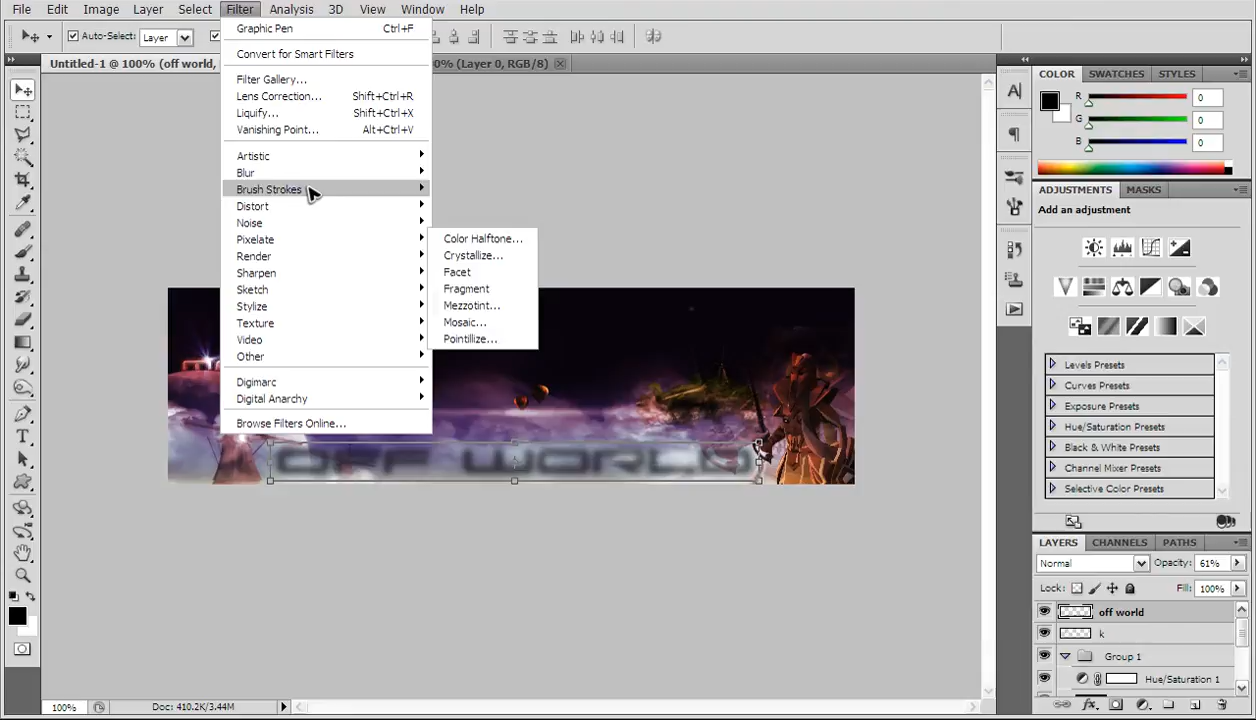 File Edit Image Layer Select Filter Analysis 3D View Window Help
Auto-Select: Layer
Untitled-1 @ 100% (off world, 0% (Layer 0, RGB/8)
Graphic Pen Ctrl+F
Convert for Smart Filters
Filter Gallery...
Lens Correction... Shift+Ctrl+R
Liquify... Shift+Ctrl+X
Vanishing Point... Alt+Ctrl+V
Artistic
Blur
Brush Strokes
Distort
Noise
Pixelate
Render
Sharpen
Sketch
Stylize
Texture
Video
Other
Digimarc
Digital Anarchy
Browse Filters Online...
Color Halftone...
Crystallize...
Facet
Fragment
Mezzotint...
Mosaic...
Pointillize...
OFF WORLD
COLOR SWATCHES STYLES
R 0
G 0
B 0
ADJUSTMENTS MASKS
Add an adjustment
Levels Presets
Curves Presets
Exposure Presets
Hue/Saturation Presets
Black & White Presets
Channel Mixer Presets
Selective Color Presets
LAYERS CHANNELS PATHS
Normal Opacity: 61%
Lock: Fill: 100%
off world
k
Group 1
Hue/Saturation 1
100% Doc: 410.2K/3.44M